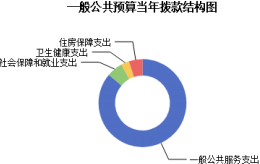 一般公共预算当年拨款结构图
住房保障支出
卫生健康支出
社会保障和就业支出
一般公共服务支出